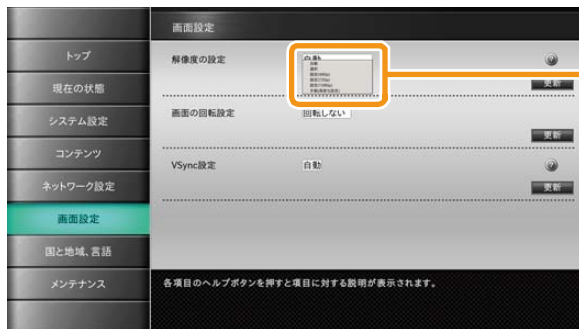 画面設定
トップ
現在の状態
システム設定
コンテンツ
ネットワーク設定
画面設定
国と地域、言語
メンテナンス
解像度の設定
自動
更新
画面の回転設定
回転しない
更新
VSync設定
自動
更新
各項目のヘルプボタンを押すと項目に対する説明が表示されます。